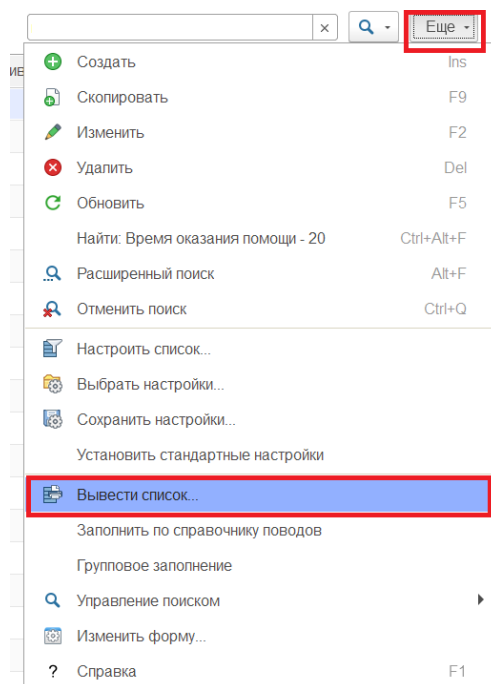 Еще
Создать Ins
Скопировать F9
Изменить F2
Удалить Del
Обновить F5
Найти: Время оказания помощи - 20 Ctrl+Alt+F
Расширенный поиск Alt+F
Отменить поиск Ctrl+Q
Настроить список...
Выбрать настройки...
Сохранить настройки...
Установить стандартные настройки
Вывести список...
Заполнить по справочнику поводов
Групповое заполнение
Управление поиском
Изменить форму...
? Справка F1